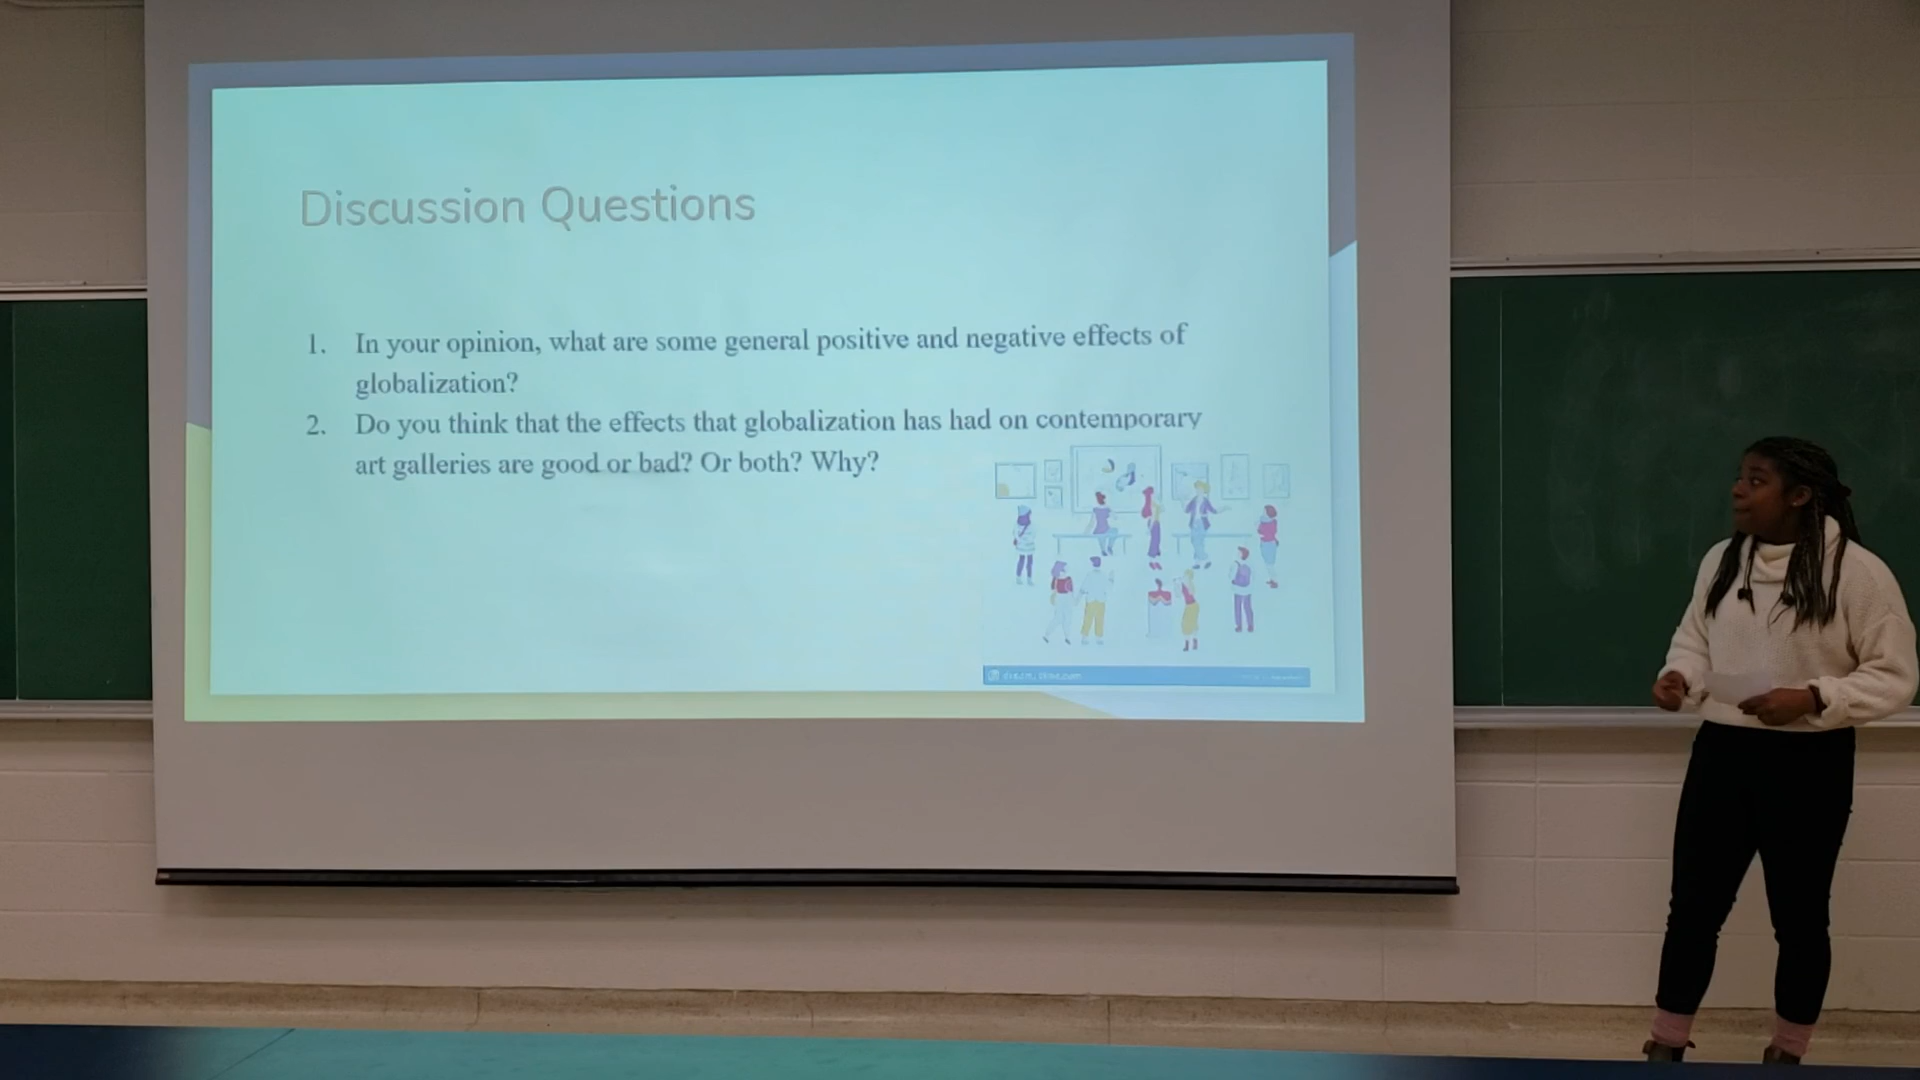 Discussion Questions
1. In your opinion, what are some general positive and negative effects of
globalization?
2. Do you think that the effects that globalization has had on contemporary
art galleries are good or bad? Or both? Why?